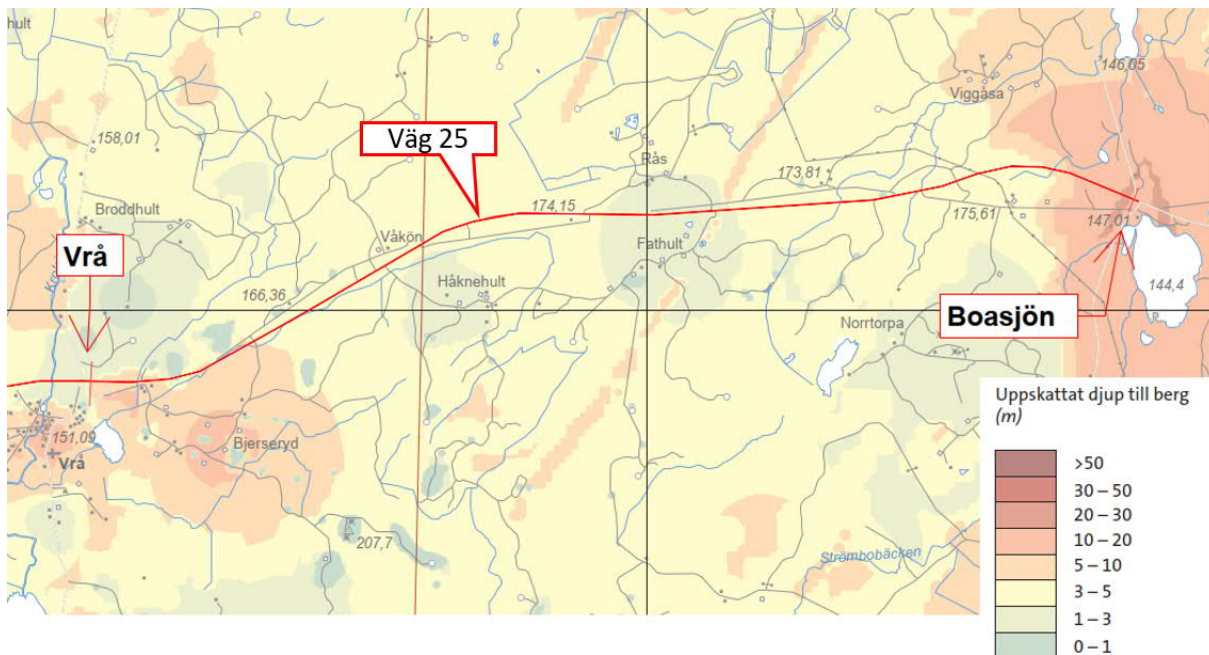 hult
158,01
Broddhult
Vrå
Väg 25
Våkön
166,36
Håknehult
174,15
Rås
Fathult
173,81
Viggåsa
146,05
175,61
147,01
144,4
Boasjön
Norrtorpa
151,09
Vrå
Bjerseryd
207,7
Strömbobäcken
Uppskattat djup till berg
(m)
>50
30 – 50
20 – 30
10 – 20
5 – 10
3 – 5
1 – 3
0 – 1